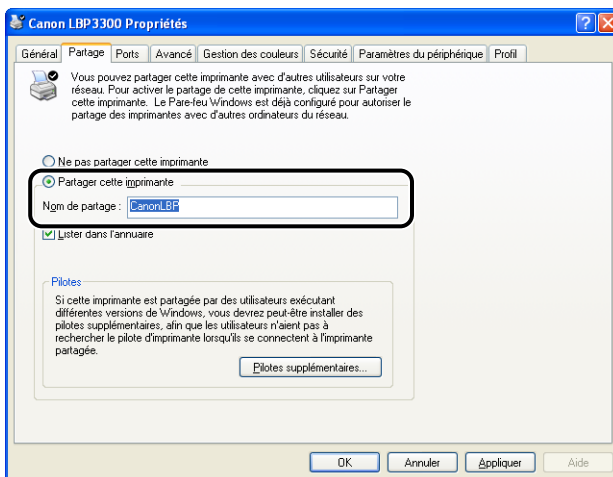 Canon LBP3300 Propriétés
Général Partage Ports Avancé Gestion des couleurs Sécurité Paramètres du périphérique Profil
Vous pouvez partager cette imprimante avec d'autres utilisateurs sur votre
réseau. Pour activer le partage de cette imprimante, cliquez sur Partager
cette imprimante. Le Pare-feu Windows est déjà configuré pour autoriser le
partage des imprimantes avec d'autres ordinateurs du réseau.
Ne pas partager cette imprimante
Partager cette imprimante
Nom de partage : CanonLBP
Lister dans l'annuaire
Pilotes
Si cette imprimante est partagée par des utilisateurs exécutant
différentes versions de Windows, vous devrez peut-être installer des
pilotes supplémentaires, afin que les utilisateurs n'aient pas à
rechercher le pilote d'imprimante lorsqu'ils se connectent à l'imprimante
partagée.
Pilotes supplémentaires...
OK Annuler Appliquer Aide